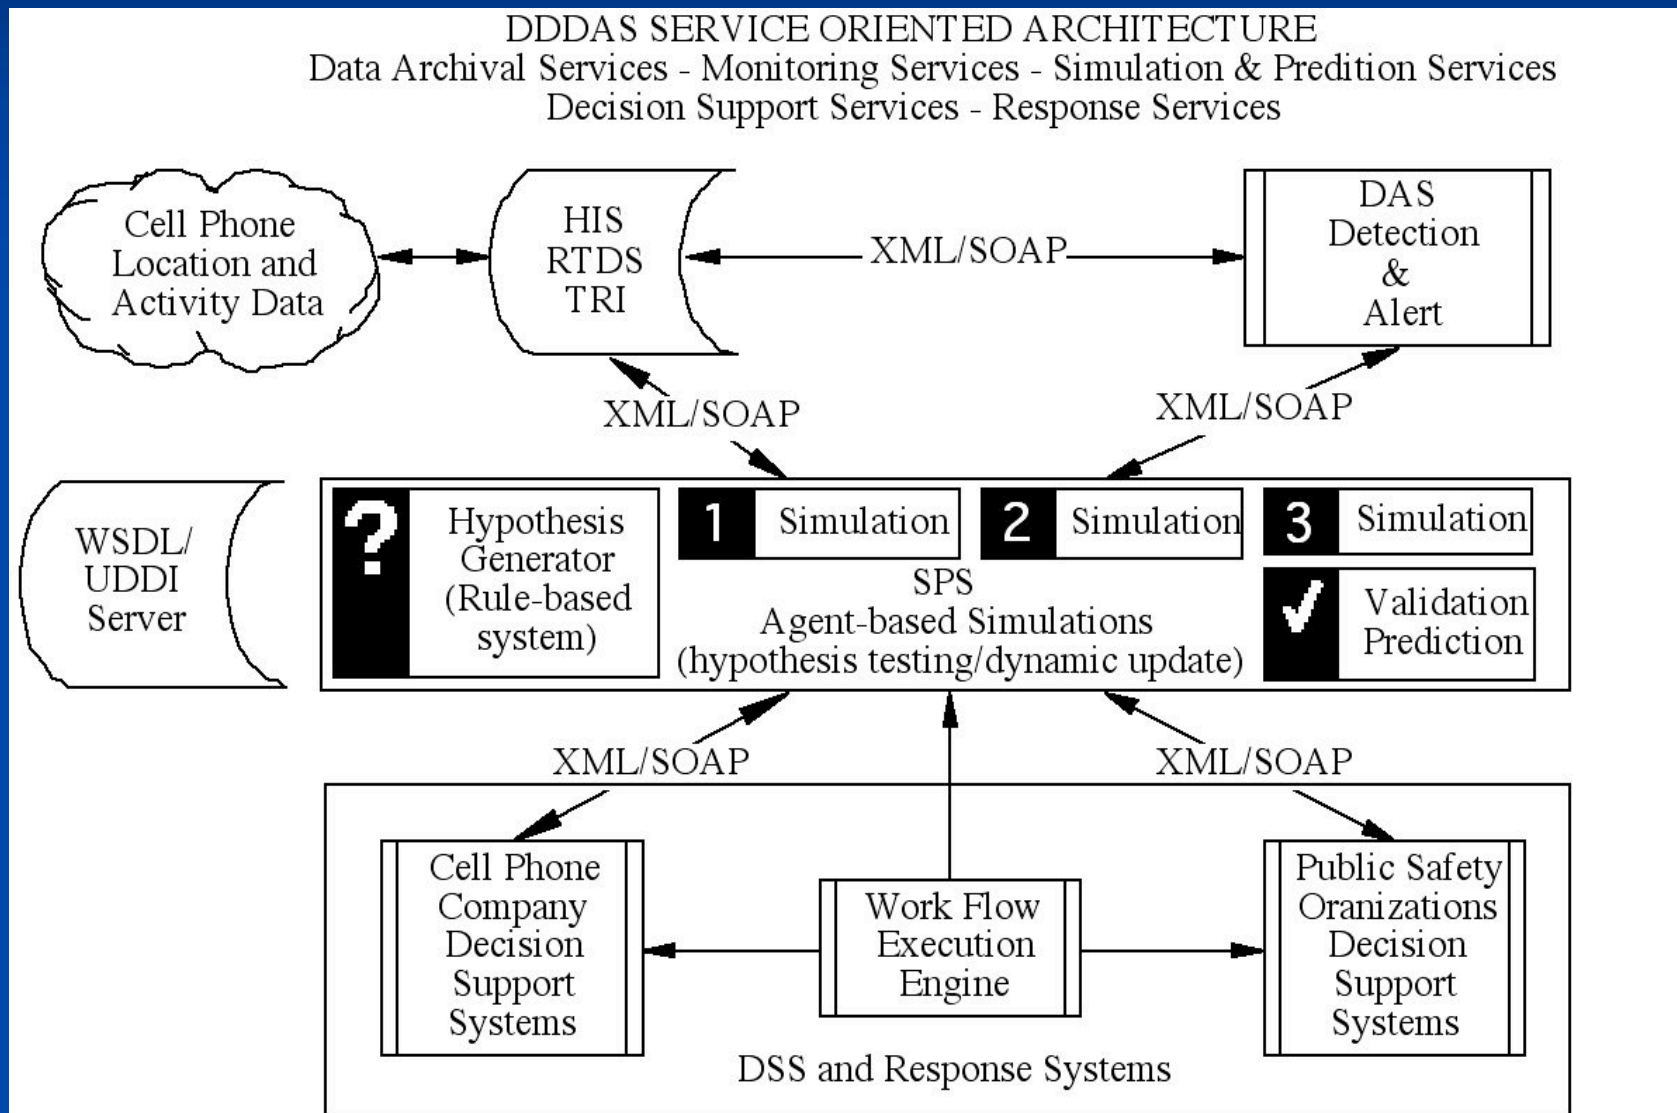 DDDAS SERVICE ORIENTED ARCHITECTURE
Data Archival Services - Monitoring Services - Simulation & Predition Services
Decision Support Services - Response Services
Cell Phone
Location and
Activity Data
HIS
RTDS
TRI
XML/SOAP
DAS
Detection
&
Alert
XML/SOAP
XML/SOAP
WSDL/
UDDI
Server
?
Hypothesis
Generator
(Rule-based
system)
1 Simulation
2 Simulation
3 Simulation
SPS
Agent-based Simulations
(hypothesis testing/dynamic update)
Validation
Prediction
XML/SOAP
XML/SOAP
Cell Phone
Company
Decision
Support
Systems
Work Flow
Execution
Engine
Public Safety
Oranizations
Decision
Support
Systems
DSS and Response Systems